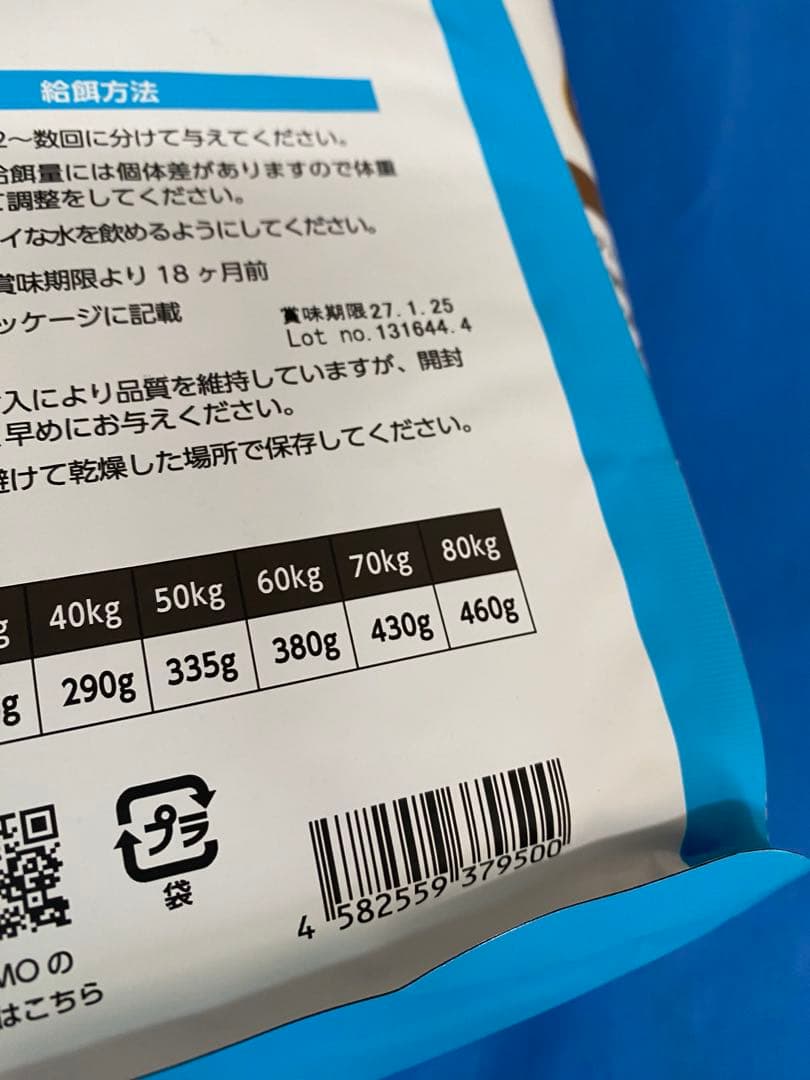 給餌方法
2〜数回に分けて与えてください。
給餌量には個体差がありますので体重
て調整をしてください。
イな水を飲めるようにしてください。
賞味期限より18ヶ月前
ッケージに記載
賞味期限27.1.25
Lot no.131644.4
入により品質を維持していますが、開封
早めにお与えください。
避けて乾燥した場所で保存してください。
g 40kg 50kg 60kg 70kg 80kg
g 290g 335g 380g 430g 460g
プラ
袋
4 582559 379500
MOの
はこちら